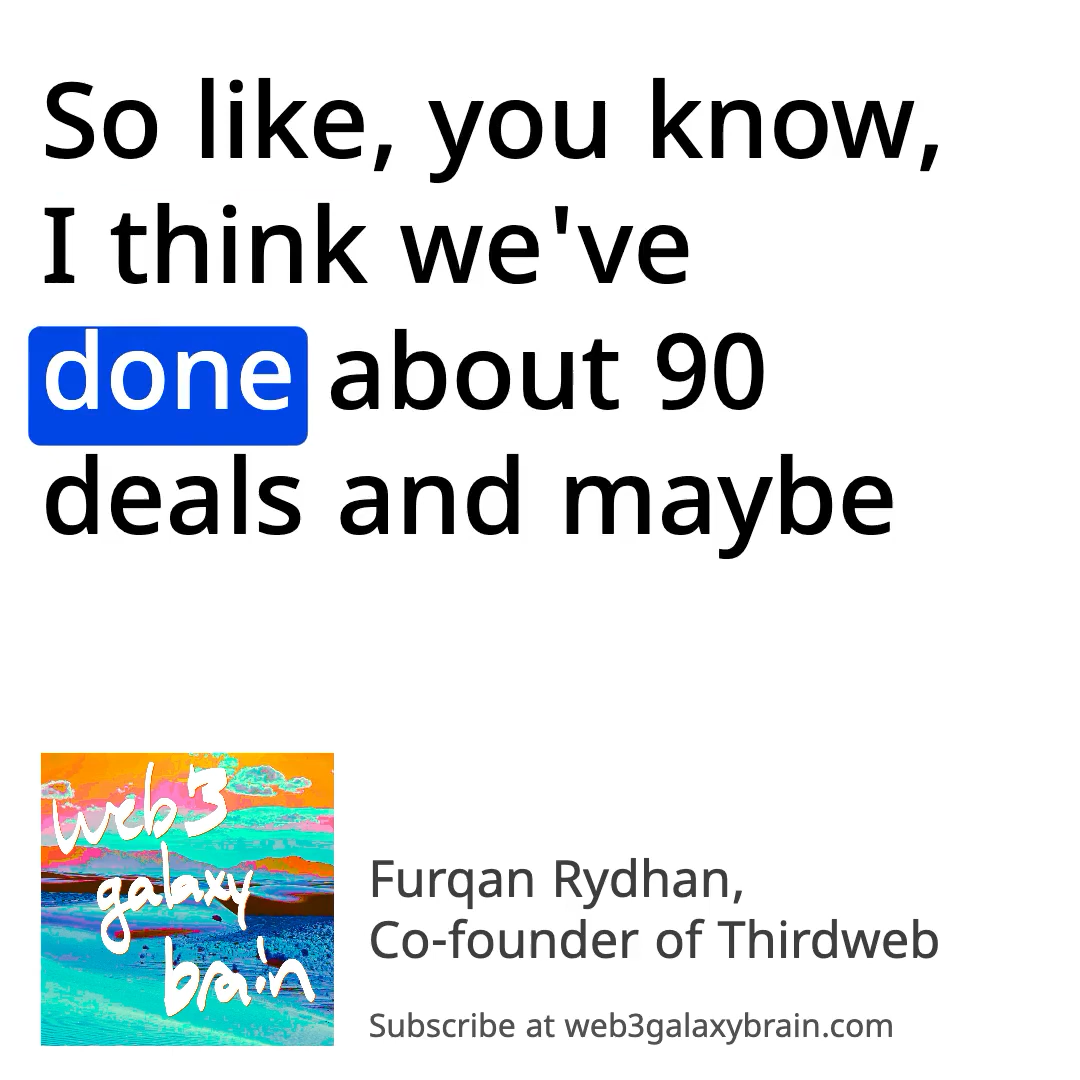 So like, you know,
I think we've
done about 90
deals and maybe
web3
galaxy
brain
Furqan Rydhan,
Co-founder of Thirdweb
Subscribe at web3galaxybrain.com